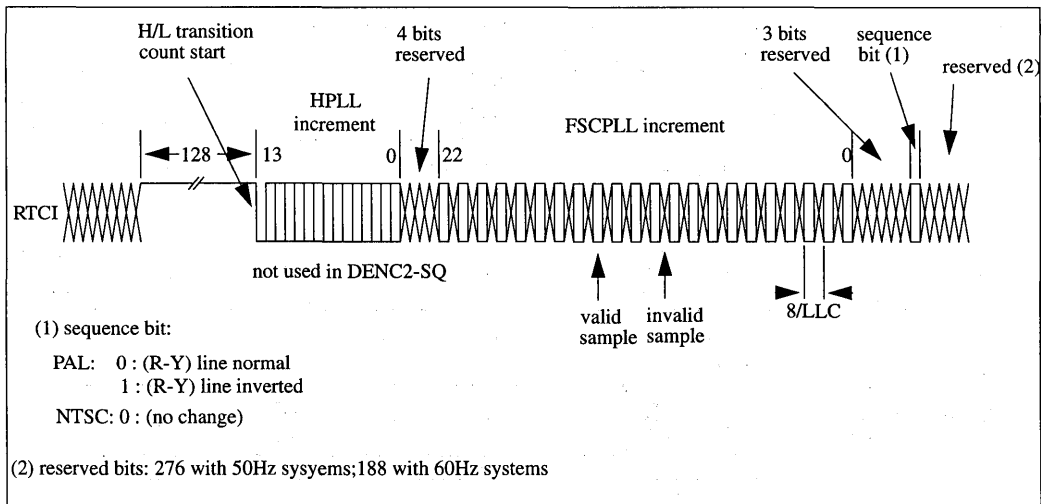 H/L transition
count start
4 bits
reserved
3 bits
reserved
sequence
bit (1)
reserved (2)
HPLL
increment
FSCPLL increment
128
13
0
22
0
RTCI
not used in DENC2-SQ
valid
sample
invalid
sample
8/LLC
(1) sequence bit:
PAL: 0 : (R-Y) line normal
1 : (R-Y) line inverted
NTSC: 0 : (no change)
(2) reserved bits: 276 with 50Hz sysyems;188 with 60Hz systems